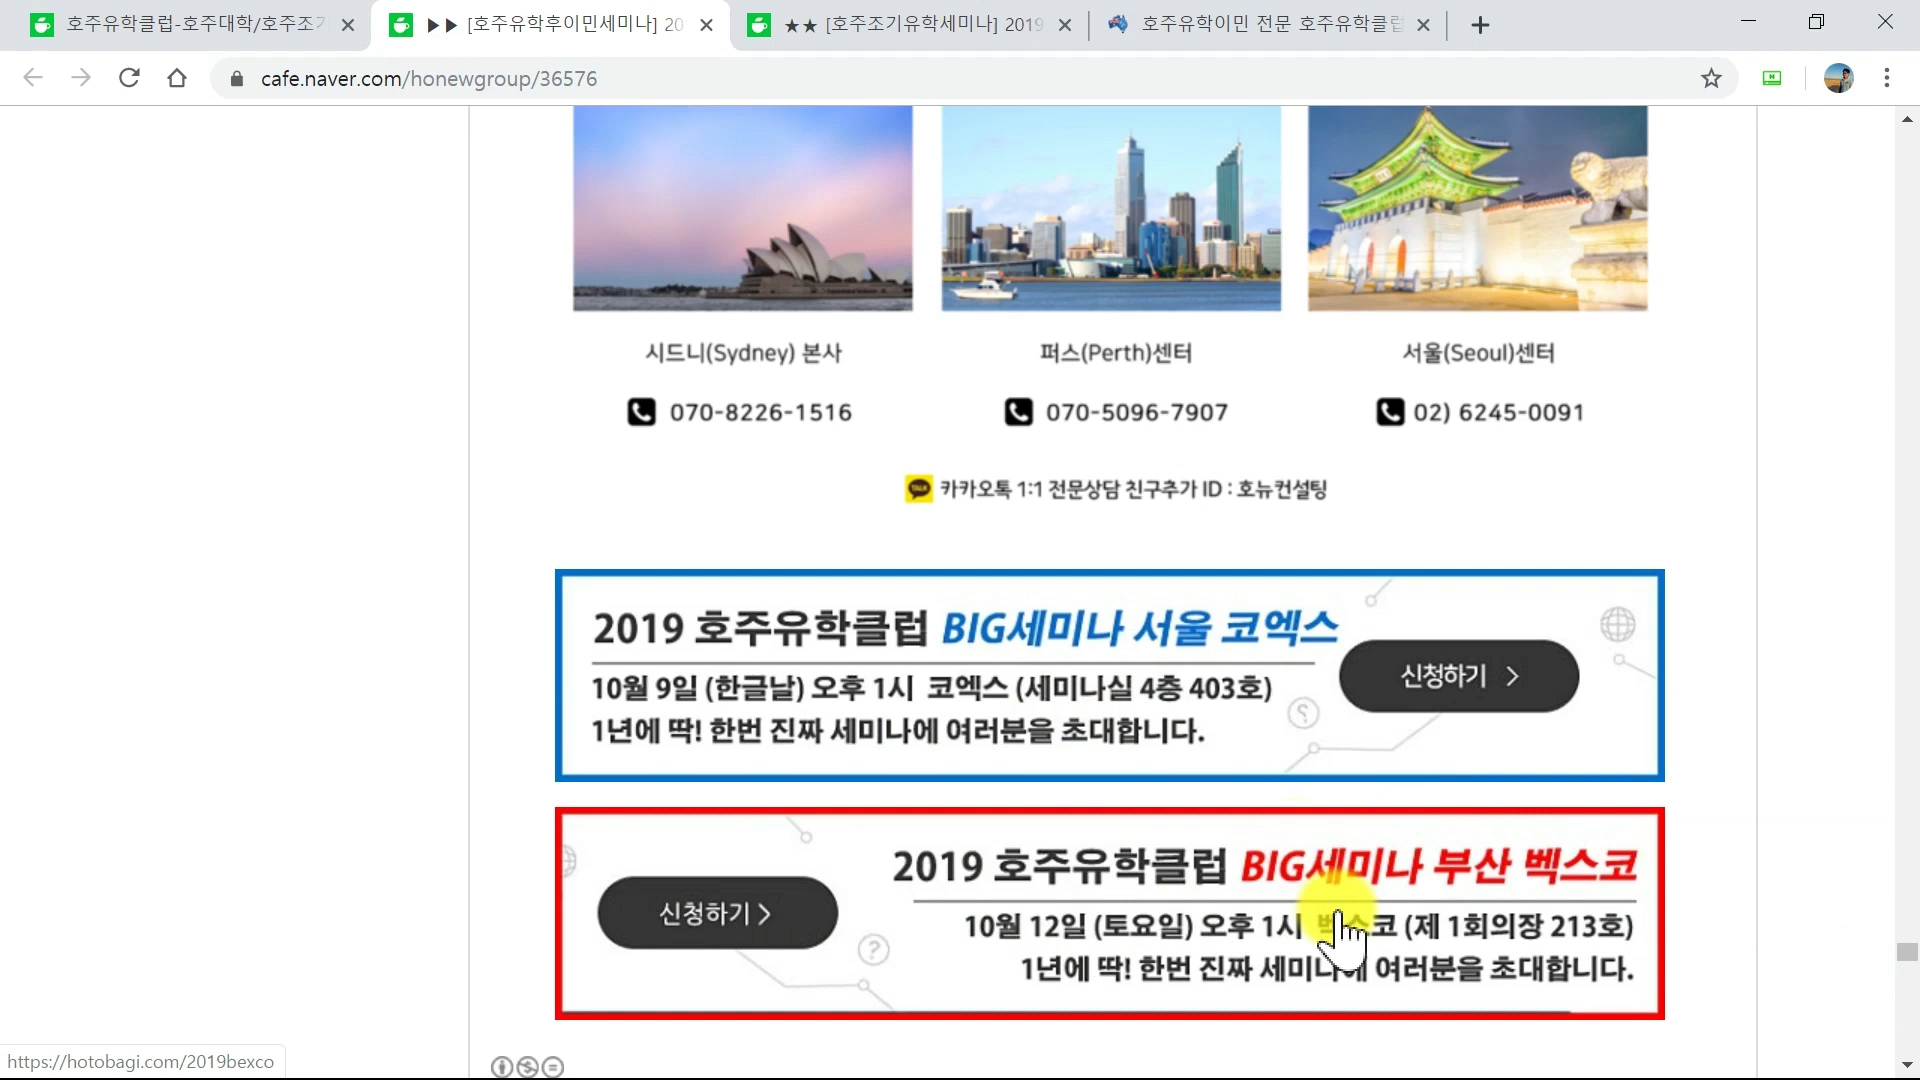 호주유학클럽-호주대학/호주조기
▶▶ [호주유학후이민세미나] 20
★★ [호주조기유학세미나] 2019
호주유학이민 전문 호주유학클럽
cafe.naver.com/honewgroup/36576
시드니(Sydney) 본사
퍼스(Perth)센터
서울(Seoul)센터
070-8226-1516
070-5096-7907
02) 6245-0091
TALK 카카오톡 1:1 전문상담 친구추가 ID : 호뉴컨설팅
2019 호주유학클럽 BIG세미나 서울 코엑스
10월 9일 (한글날) 오후 1시 코엑스 (세미나실 4층 403호)
1년에 딱! 한번 진짜 세미나에 여러분을 초대합니다.
신청하기 >
2019 호주유학클럽 BIG세미나 부산 벡스코
신청하기 >
10월 12일 (토요일) 오후 1시 벡스코 (제 1회의장 213호)
1년에 딱! 한번 진짜 세미나에 여러분을 초대합니다.
https://hotobagi.com/2019bexco